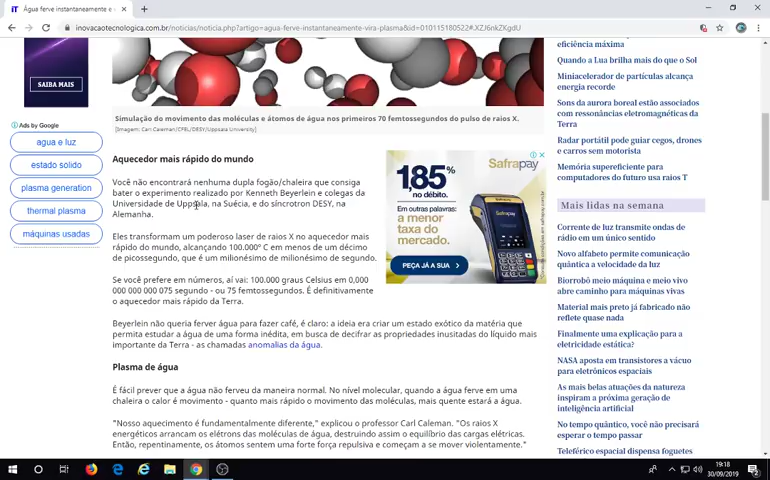 Água ferve instantaneamente e v
inovacaotecnologica.com.br/noticias/noticia.php?artigo=agua-ferve-instantaneamente-vira-plasma&id=010115180522#.XZJ6nkZKgdU
SAIBA MAIS
Ads by Google
agua e luz
estado solido
plasma generation
thermal plasma
máquinas usadas
Simulação do movimento das moléculas e átomos de água nos primeiros 70 femtossegundos do pulso de raios X.
[Imagem: Carl Caleman/CFEL/DESY/Uppsala University]
Aquecedor mais rápido do mundo
Você não encontrará nenhuma dupla fogão/chaleira que consiga
bater o experimento realizado por Kenneth Beyerlein e colegas da
Universidade de Uppsala, na Suécia, e do síncrotron DESY, na
Alemanha.
Eles transformam um poderoso laser de raios X no aquecedor mais
rápido do mundo, alcançando 100.000º C em menos de um décimo
de picossegundo, que é um milionésimo de milionésimo de segundo.
Se você prefere em números, aí vai: 100.000 graus Celsius em 0,000
000 000 000 075 segundo - ou 75 femtossegundos. É definitivamente
o aquecedor mais rápido da Terra.
Beyerlein não queria ferver água para fazer café, é claro: a ideia era criar um estado exótico da matéria que
permita estudar a água de uma forma inédita, em busca de decifrar as propriedades inusitadas do líquido mais
importante da Terra - as chamadas anomalias da água.
Plasma de água
É fácil prever que a água não ferveu da maneira normal. No nível molecular, quando a água ferve em uma
chaleira o calor é movimento - quanto mais rápido o movimento das moléculas, mais quente estará a água.
"Nosso aquecimento é fundamentalmente diferente," explicou o professor Carl Caleman. "Os raios X
energéticos arrancam os elétrons das moléculas de água, destruindo assim o equilíbrio das cargas elétricas.
Então, repentinamente, os átomos sentem uma forte força repulsiva e começam a se mover violentamente."
1,85%
no débito
Em outras palavras:
a menor
taxa do
mercado.
PEÇA JÁ A SUA
Safrapay
eficiência máxima
Quando a Lua brilha mais do que o Sol
Miniacelerador de partículas alcança
energia recorde
Sons da aurora boreal estão associados
com ressonâncias eletromagnéticas da
Terra
Radar portátil pode guiar cegos, drones
e carros sem motorista
Memória supereficiente para
computadores do futuro usa raios T
Mais lidas na semana
Corrente de luz transmite ondas de
rádio em um único sentido
Novo alfabeto permite comunicação
quântica a velocidade da luz
Biorrobô meio máquina e meio vivo
abre caminho para máquinas vivas
Material mais preto já fabricado não
reflete quase nada
Finalmente uma explicação para a
eletricidade estática?
NASA aposta em transistores a vácuo
para eletrônicos espaciais
As mais belas atuações da natureza
inspiram a próxima geração de
inteligência artificial
No tempo quântico, você não precisará
esperar o tempo passar
Teleférico espacial dispensa foguetes
19:18
30/09/2019